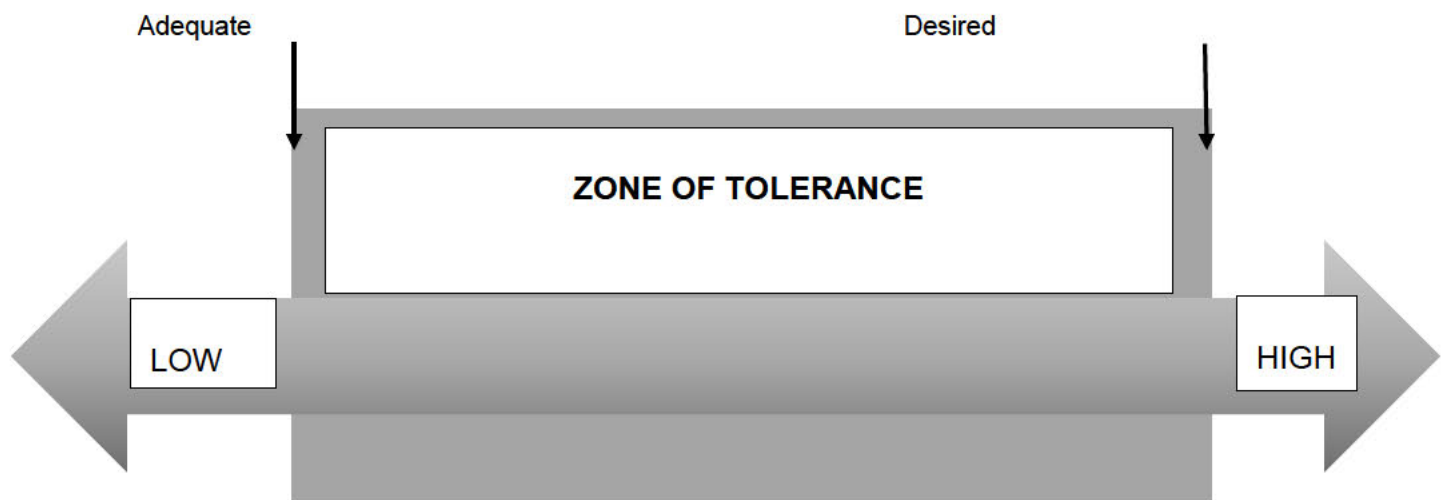 Adequate
Desired
ZONE OF TOLERANCE
LOW
HIGH